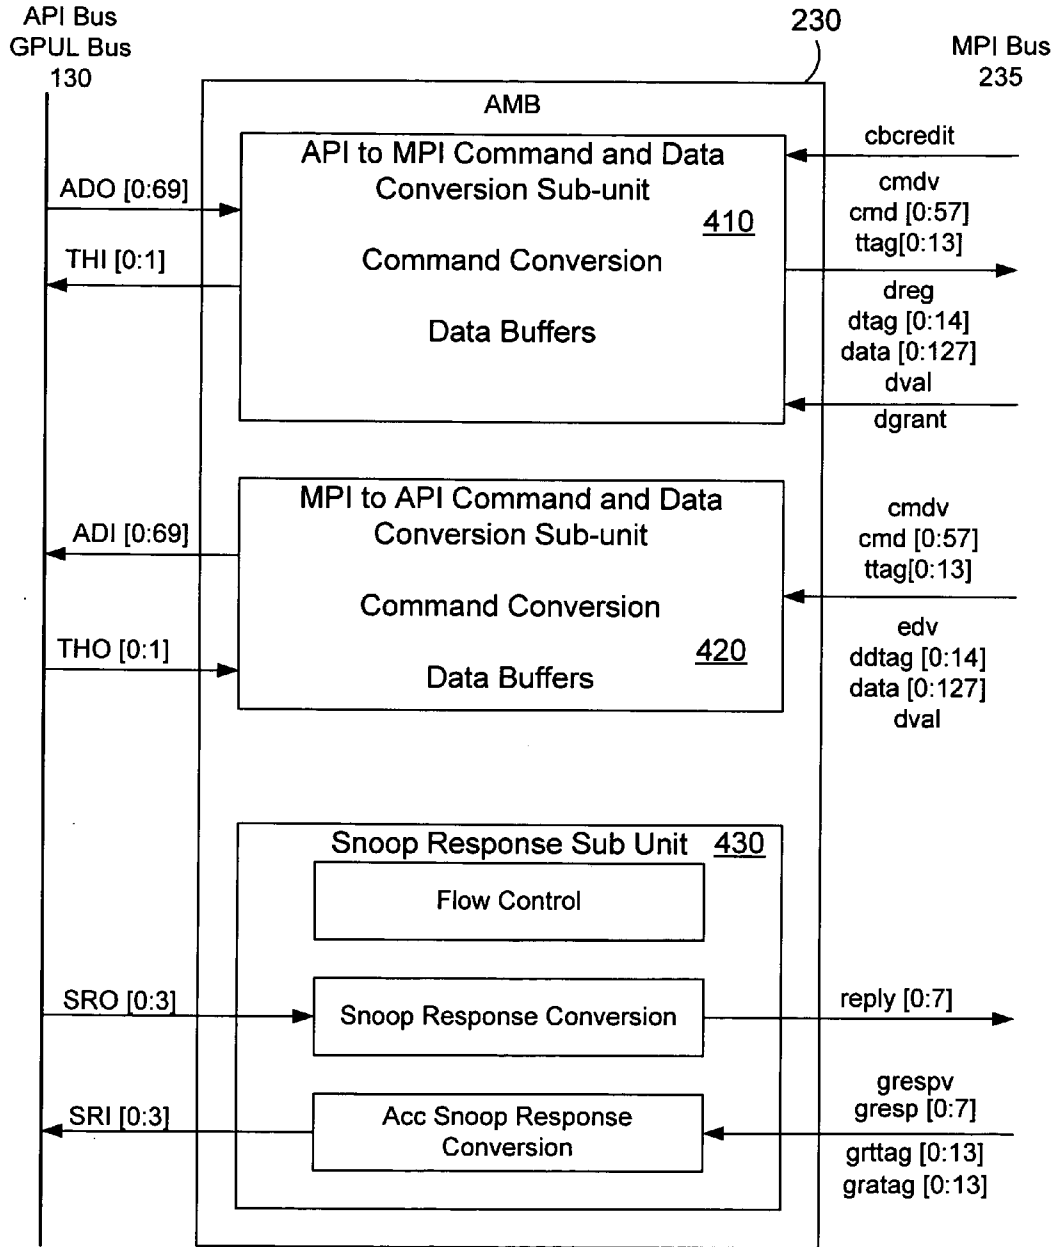 API Bus
GPUL Bus
130
230
MPI Bus
235
AMB
API to MPI Command and Data
Conversion Sub-unit
410
Command Conversion
Data Buffers
ADO [0:69]
THI [0:1]
cbcredit
cmdv
cmd [0:57]
ttag[0:13]
dreg
dtag [0:14]
data [0:127]
dval
dgrant
MPI to API Command and Data
Conversion Sub-unit
Command Conversion
420
Data Buffers
ADI [0:69]
THO [0:1]
cmdv
cmd [0:57]
ttag[0:13]
edv
ddtag [0:14]
data [0:127]
dval
Snoop Response Sub Unit 430
Flow Control
SRO [0:3]
Snoop Response Conversion
reply [0:7]
SRI [0:3]
Acc Snoop Response
Conversion
grespv
gresp [0:7]
grttag [0:13]
gratag [0:13]